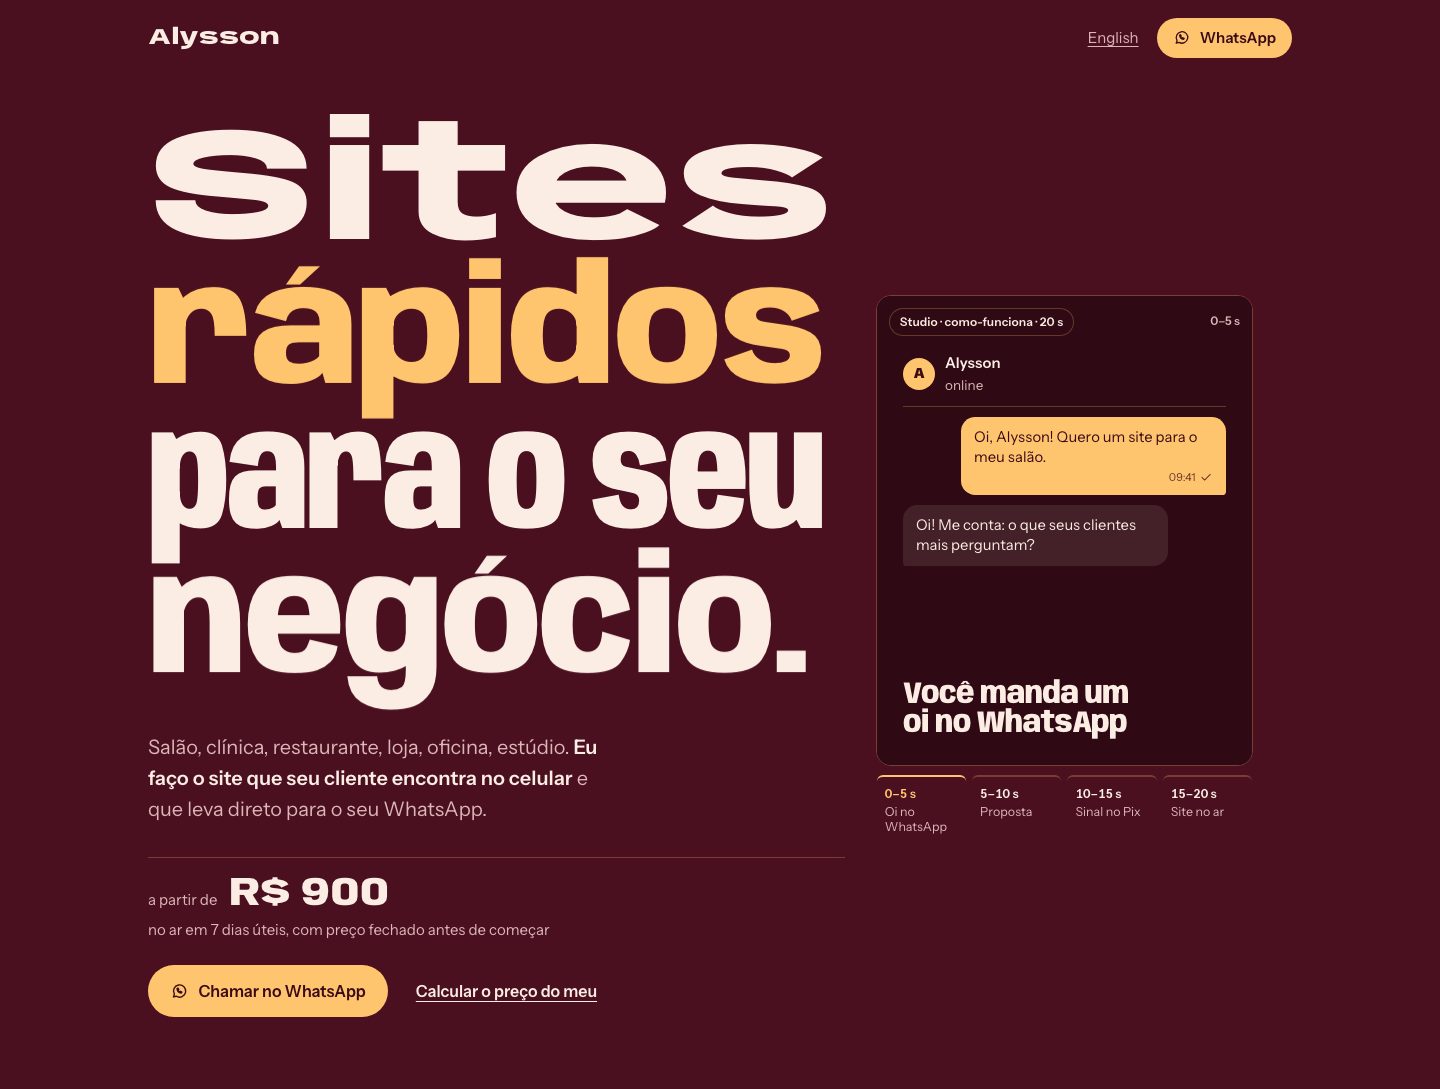 Alysson
English
WhatsApp
Sites
rápidos
para o seu
negócio.
Salão, clínica, restaurante, loja, oficina, estúdio. Eu
faço o site que seu cliente encontra no celular e
que leva direto para o seu WhatsApp.
a partir de R$ 900
no ar em 7 dias úteis, com preço fechado antes de começar
Chamar no WhatsApp
Calcular o preço do meu
Studio · como-funciona · 20 s
0–5 s
A
Alysson
online
Oi, Alysson! Quero um site para o
meu salão.
09:41
Oi! Me conta: o que seus clientes
mais perguntam?
Você manda um
oi no WhatsApp
0–5 s
Oi no
WhatsApp
5–10 s
Proposta
10–15 s
Sinal no Pix
15–20 s
Site no ar